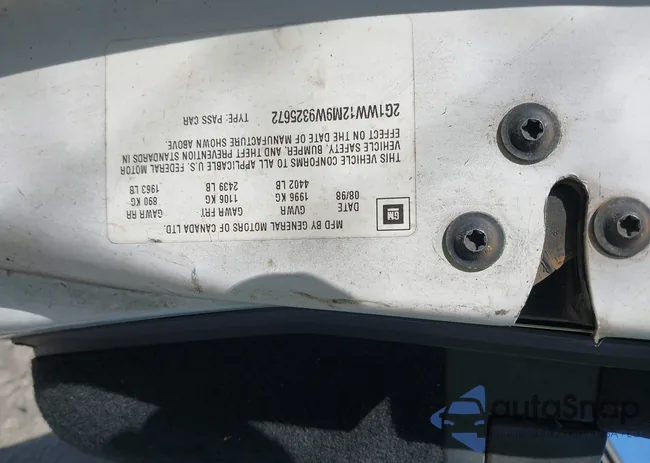 MFD BY GENERAL MOTORS OF CANADA LTD.
GM
DATE GVWR GAWR FRT GAWR RR
08/98 1996 KG 1106 KG 890 KG
4402 LB 2439 LB 1963 LB
THIS VEHICLE CONFORMS TO ALL APPLICABLE U.S. FEDERAL MOTOR
VEHICLE SAFETY, BUMPER, AND THEFT PREVENTION STANDARDS IN
EFFECT ON THE DATE OF MANUFACTURE SHOWN ABOVE.
2G1WW12M9W9325672 TYPE: PASS CAR
autoSnap